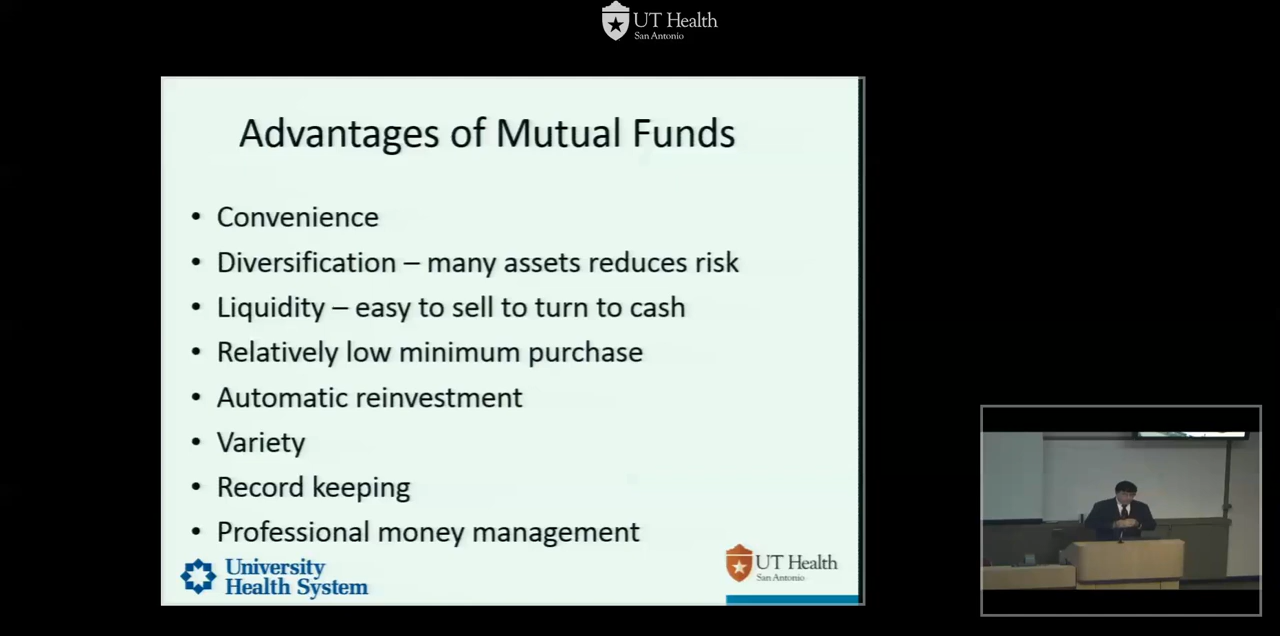 UT Health
San Antonio
Advantages of Mutual Funds
• Convenience
• Diversification – many assets reduces risk
• Liquidity – easy to sell to turn to cash
• Relatively low minimum purchase
• Automatic reinvestment
• Variety
• Record keeping
• Professional money management
University
Health System
UT Health
San Antonio